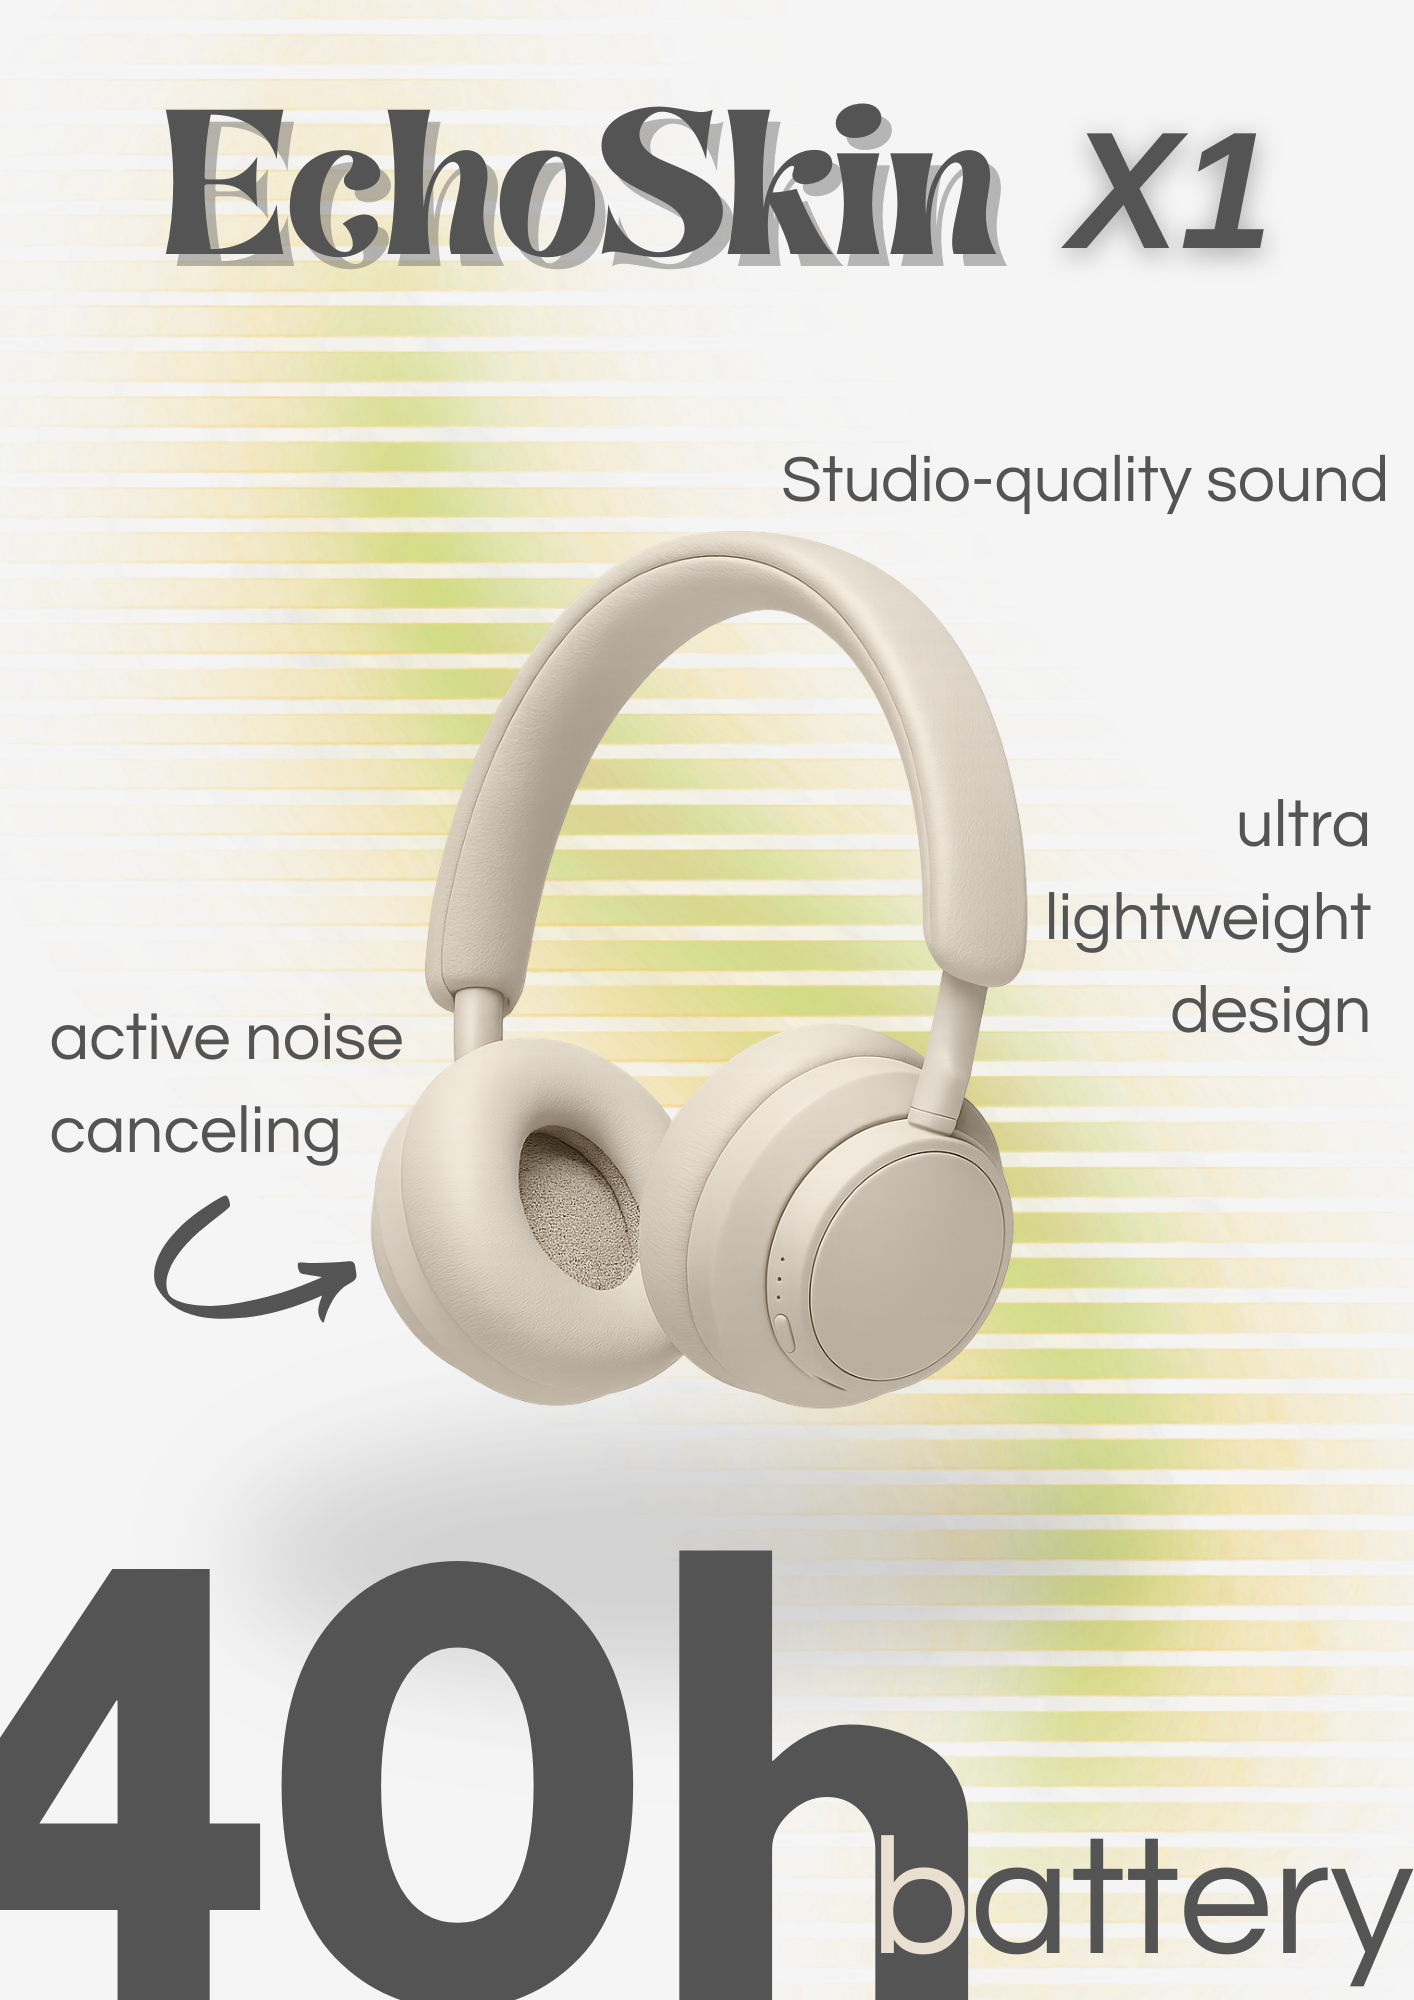 EchoSkin X1
Studio-quality sound
ultra
lightweight
design
active noise
canceling
40h
battery